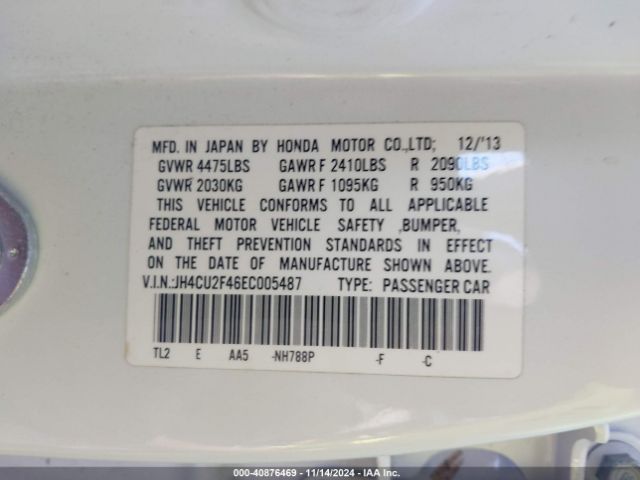 MFD. IN JAPAN BY HONDA MOTOR CO.,LTD; 12/'13
GVWR 4475LBS GAWR F 2410LBS R 2090LBS
GVWR 2030KG GAWR F 1095KG R 950KG
THIS VEHICLE CONFORMS TO ALL APPLICABLE
FEDERAL MOTOR VEHICLE SAFETY ,BUMPER,
AND THEFT PREVENTION STANDARDS IN EFFECT
ON THE DATE OF MANUFACTURE SHOWN ABOVE.
V.I.N.:JH4CU2F46EC005487 TYPE: PASSENGER CAR
TL2 E AA5 -NH788P -F -C
000-40876469 - 11/14/2024 - IAA Inc.